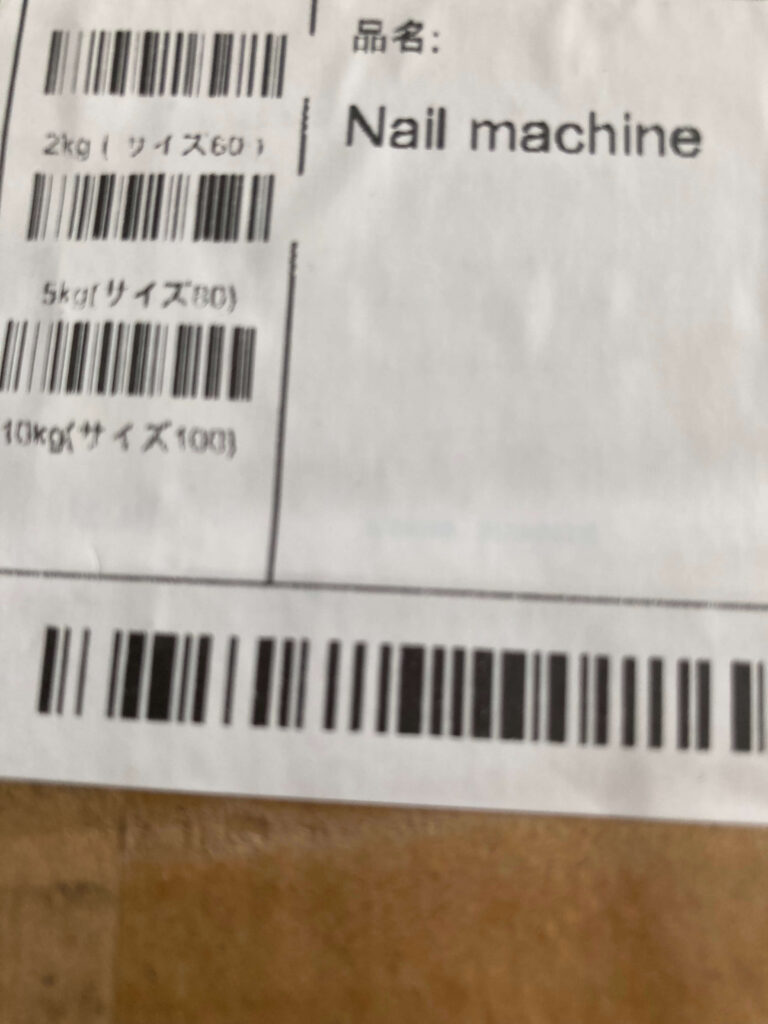 品名:
Nail machine
2kg ( サイズ60 )
5kg(サイズ80)
10kg(サイズ100)